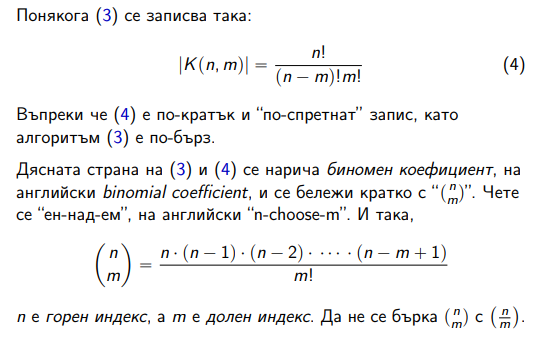 Понякога (3) се записва така:
|K(n, m)| = n! / ((n − m)!m!) (4)
Въпреки че (4) е по-кратък и “по-спретнат” запис, като
алгоритъм (3) е по-бърз.
Дясната страна на (3) и (4) се нарича биномен коефициент, на
английски binomial coefficient, и се бележи кратко с “(n m)”. Чете
се “ен-над-ем”, на английски “n-choose-m”. И така,
(n m) = n · (n − 1) · (n − 2) · ··· · (n − m + 1) / m!
n е горен индекс, а m е долен индекс. Да не се бърка (n m) с (n/m).